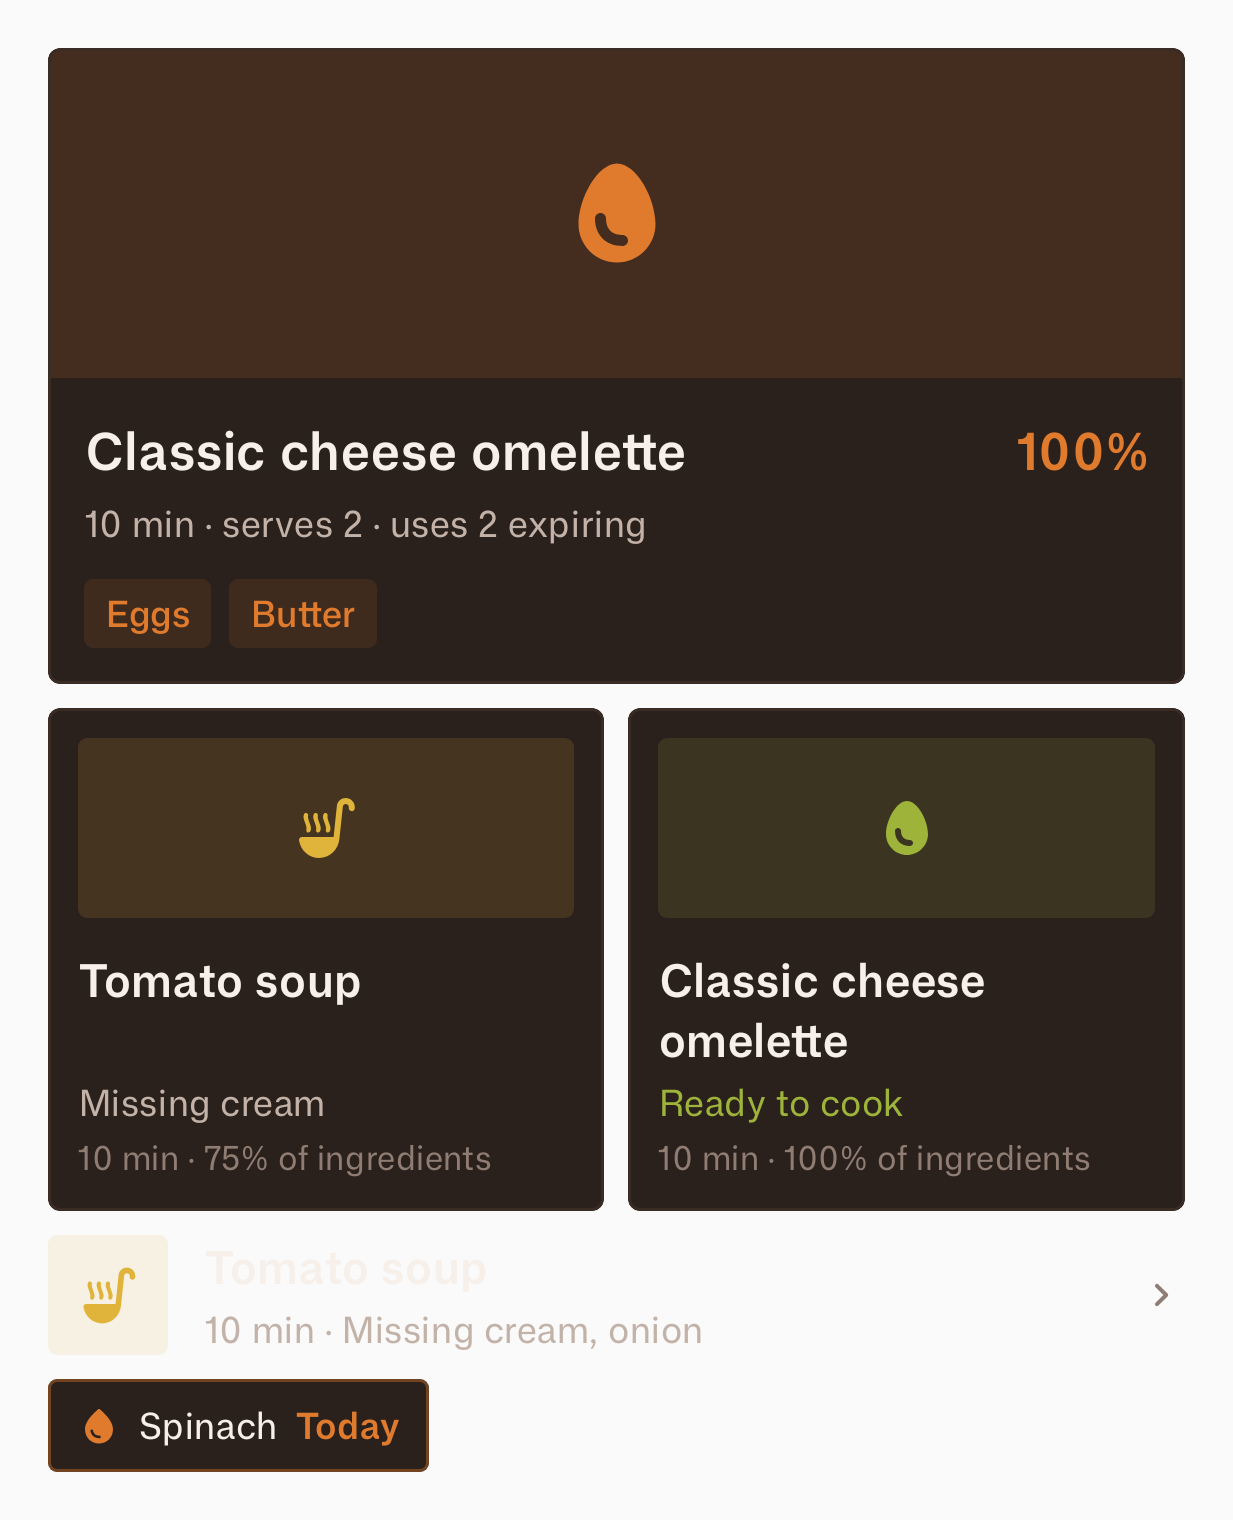 Classic cheese omelette 100%
10 min · serves 2 · uses 2 expiring
Eggs Butter
Tomato soup
Missing cream
10 min · 75% of ingredients
Classic cheese
omelette
Ready to cook
10 min · 100% of ingredients
Tomato soup
10 min · Missing cream, onion
Spinach Today